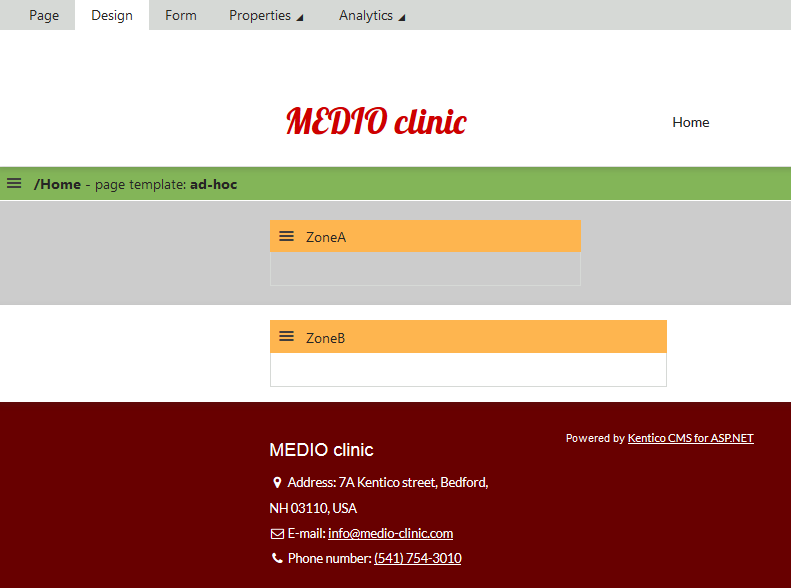 Page Design Form Properties Analytics
MEDIO clinic
Home
/Home - page template: ad-hoc
ZoneA
ZoneB
Powered by Kentico CMS for ASP.NET
MEDIO clinic
Address: 7A Kentico street, Bedford,
NH 03110, USA
E-mail: info@medio-clinic.com
Phone number: (541) 754-3010